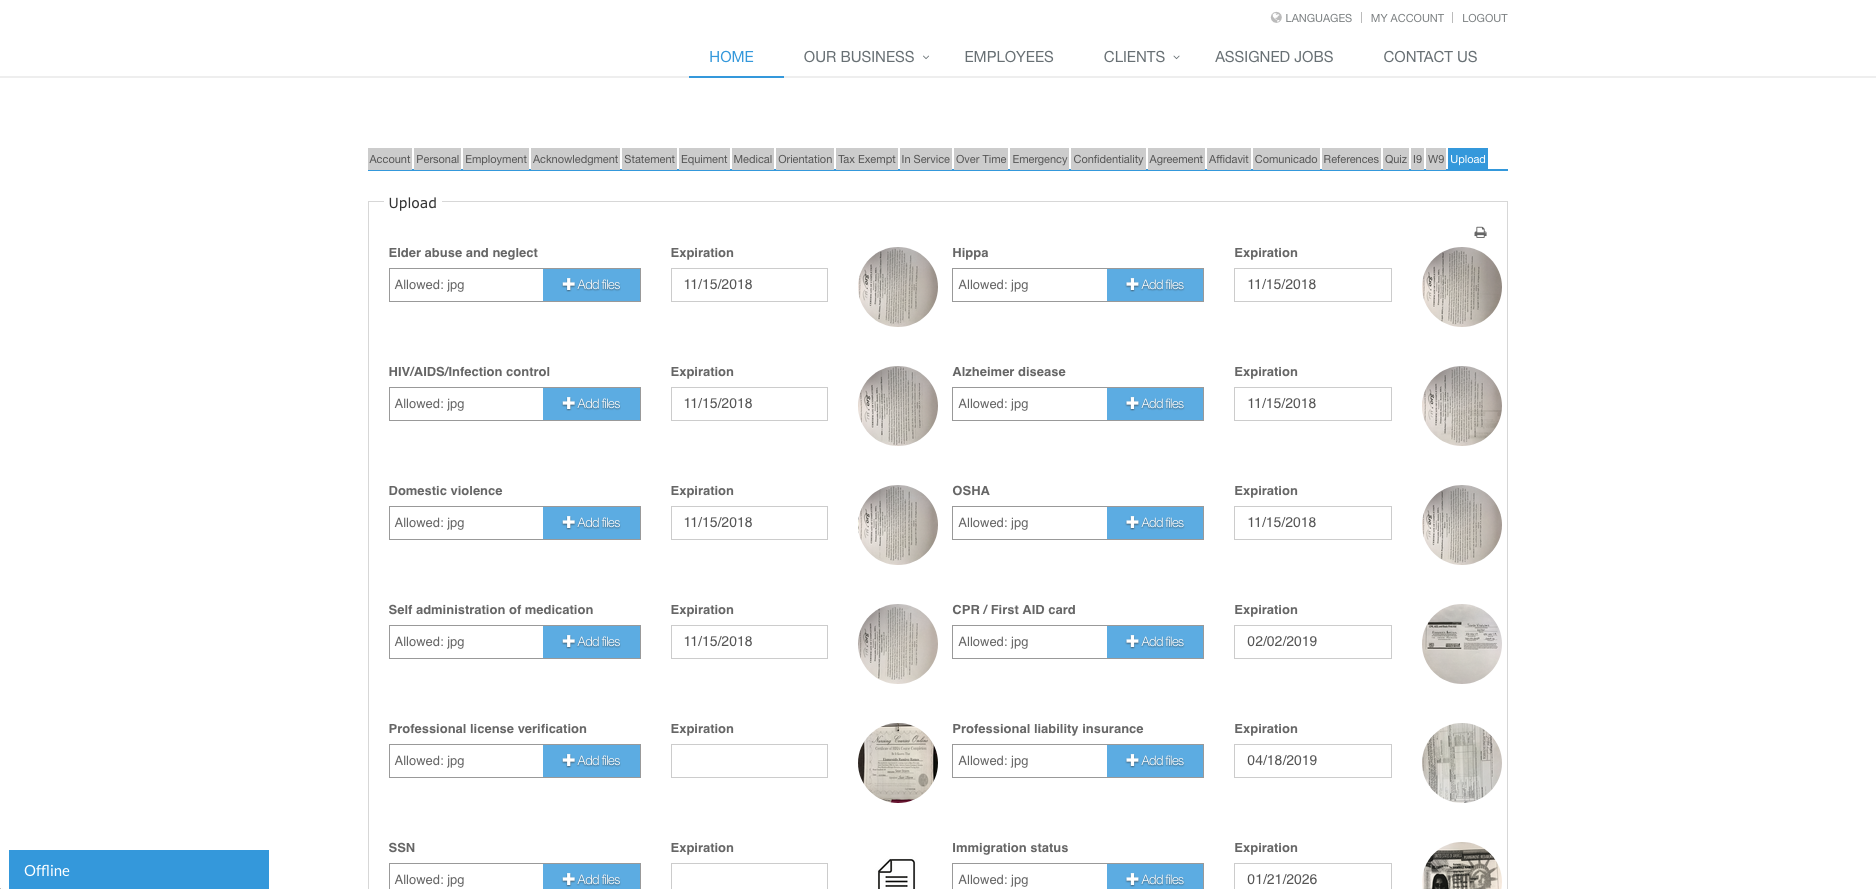 LANGUAGES MY ACCOUNT LOGOUT
HOME OUR BUSINESS EMPLOYEES CLIENTS ASSIGNED JOBS CONTACT US
Account Personal Employment Acknowledgment Statement Equiment Medical Orientation Tax Exempt In Service Over Time Emergency Confidentiality Agreement Affidavit Comunicado References Quiz I9 W9 Upload
Upload
Elder abuse and neglect Expiration Hippa Expiration
Allowed: jpg Add files 11/15/2018 Allowed: jpg Add files 11/15/2018
HIV/AIDS/Infection control Expiration Alzheimer disease Expiration
Allowed: jpg Add files 11/15/2018 Allowed: jpg Add files 11/15/2018
Domestic violence Expiration OSHA Expiration
Allowed: jpg Add files 11/15/2018 Allowed: jpg Add files 11/15/2018
Self administration of medication Expiration CPR / First AID card Expiration
Allowed: jpg Add files 11/15/2018 Allowed: jpg Add files 02/02/2019
Professional license verification Expiration Professional liability insurance Expiration
Allowed: jpg Add files Allowed: jpg Add files 04/18/2019
SSN Expiration Immigration status Expiration
Allowed: jpg Add files Allowed: jpg Add files 01/21/2026
Offline